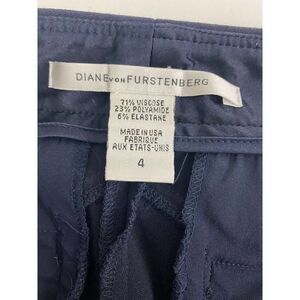 DIANE VON FURSTENBERG
71% VISCOSE
23% POLYAMIDE
6% ELASTANE
MADE IN USA
FABRIQUE
AUX ETATS-UNIS
4